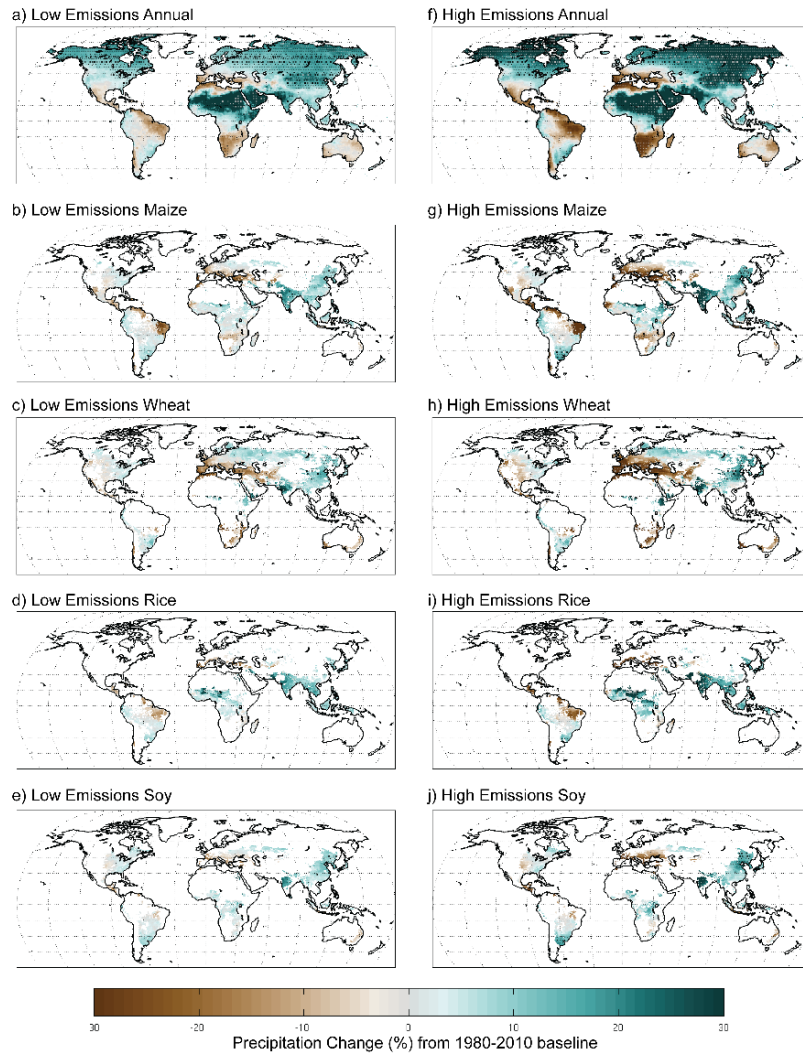 a) Low Emissions Annual
f) High Emissions Annual
b) Low Emissions Maize
g) High Emissions Maize
c) Low Emissions Wheat
h) High Emissions Wheat
d) Low Emissions Rice
i) High Emissions Rice
e) Low Emissions Soy
j) High Emissions Soy
30 -20 -10 0 10 20 30
Precipitation Change (%) from 1980-2010 baseline